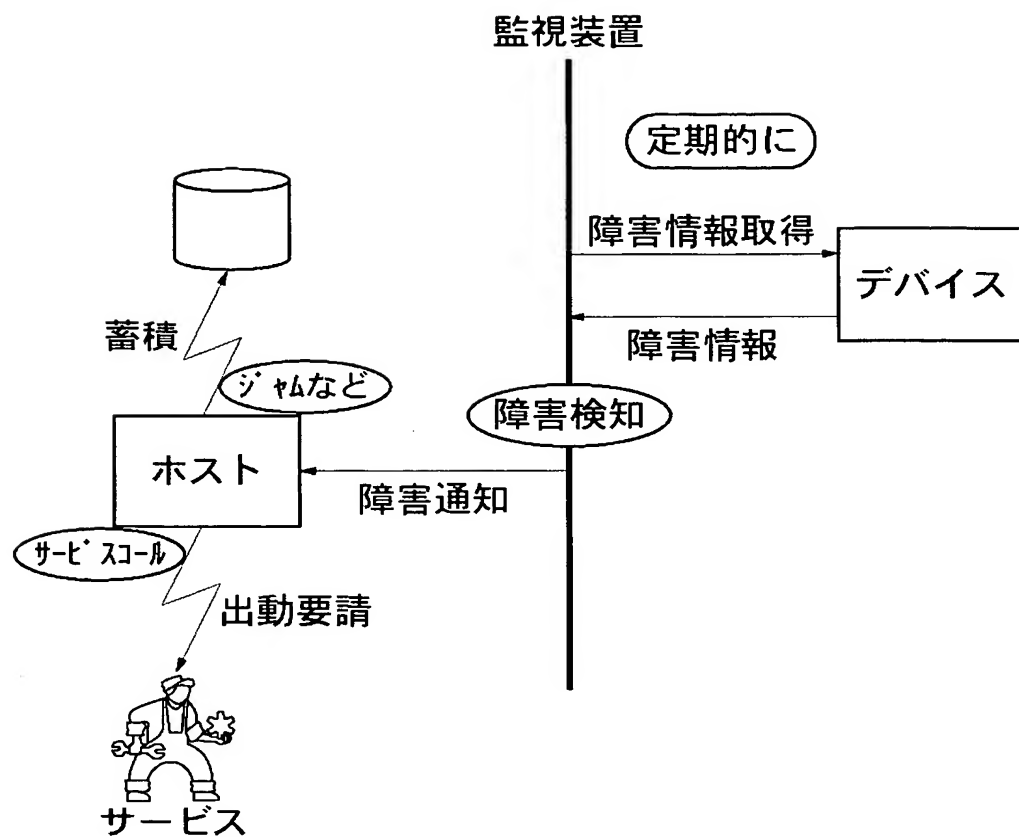 監視装置
定期的に
障害情報取得
デバイス
障害情報
蓄積
ｼﾞｬﾑなど
障害検知
ホスト
障害通知
ｻｰﾋﾞｽｺｰﾙ
出動要請
サービス